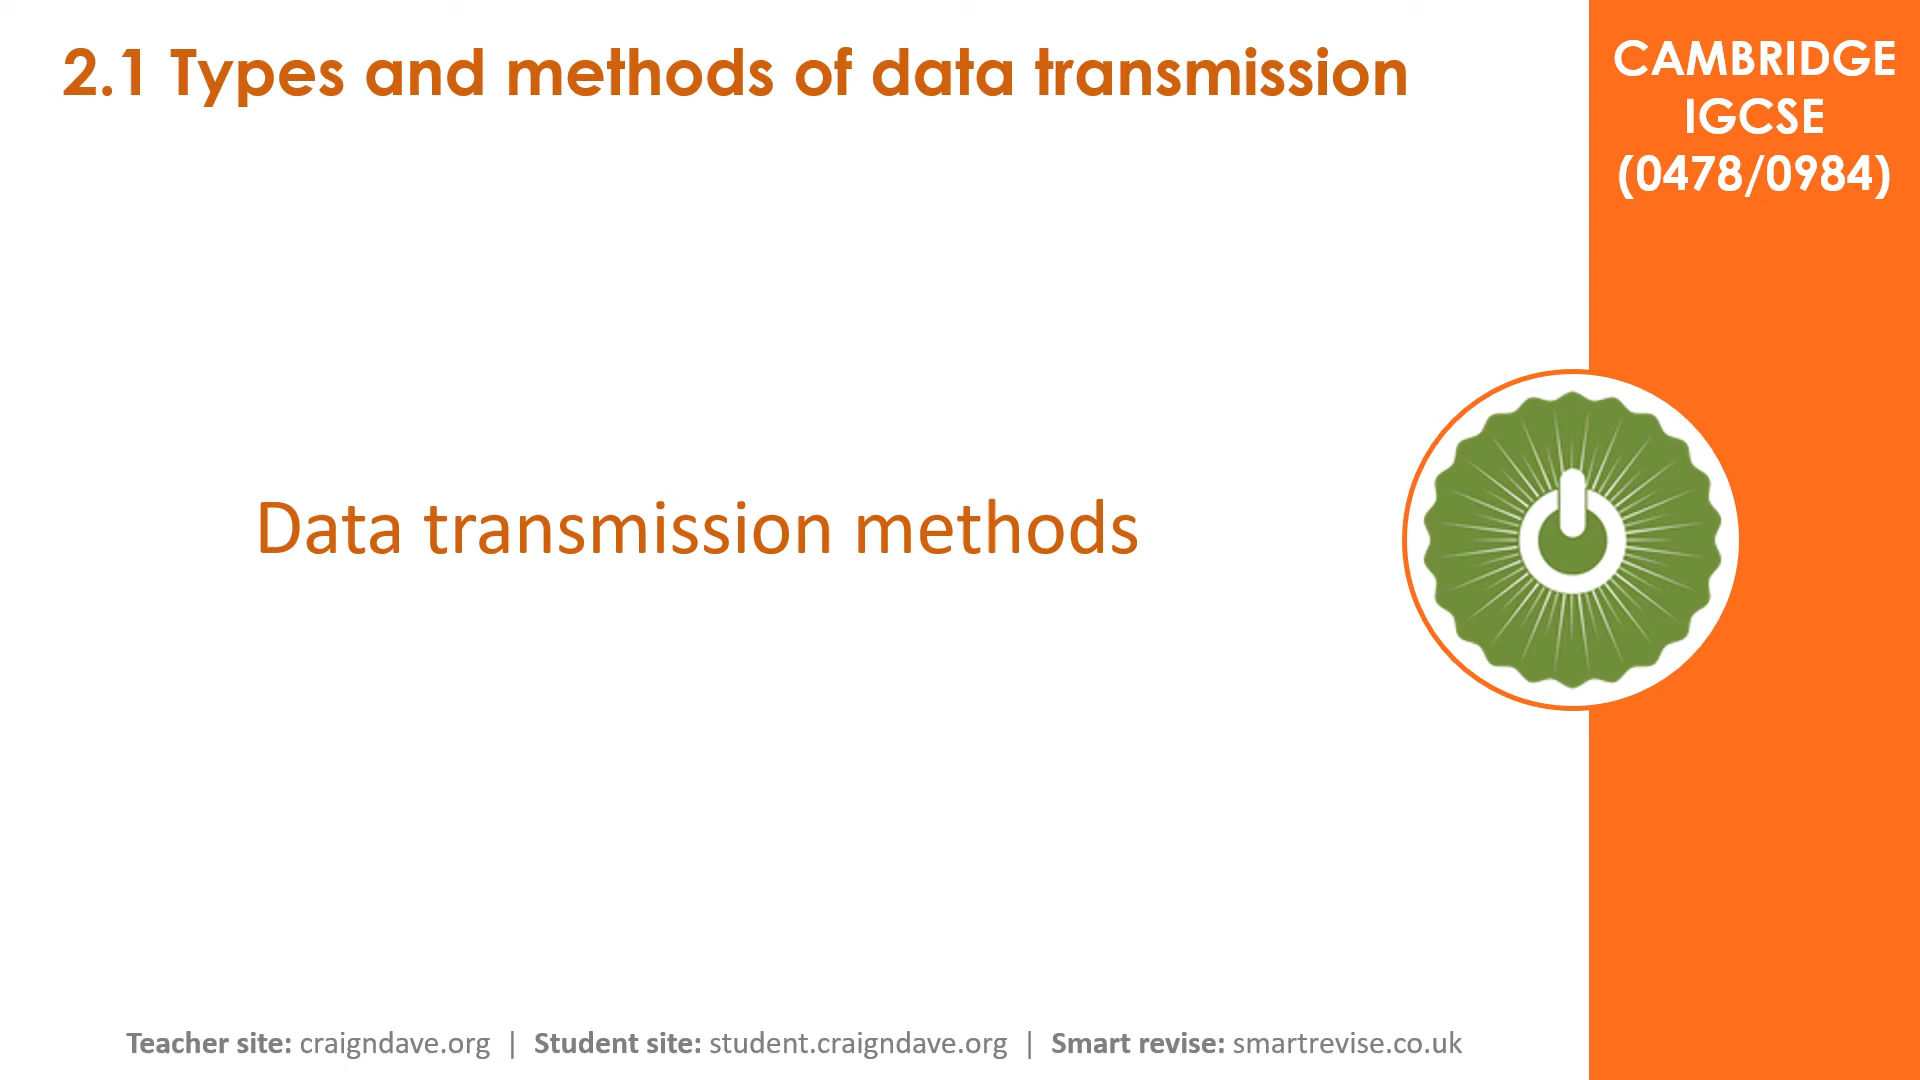 2.1 Types and methods of data transmission
CAMBRIDGE
IGCSE
(0478/0984)
Data transmission methods
Teacher site: craigndave.org | Student site: student.craigndave.org | Smart revise: smartrevise.co.uk